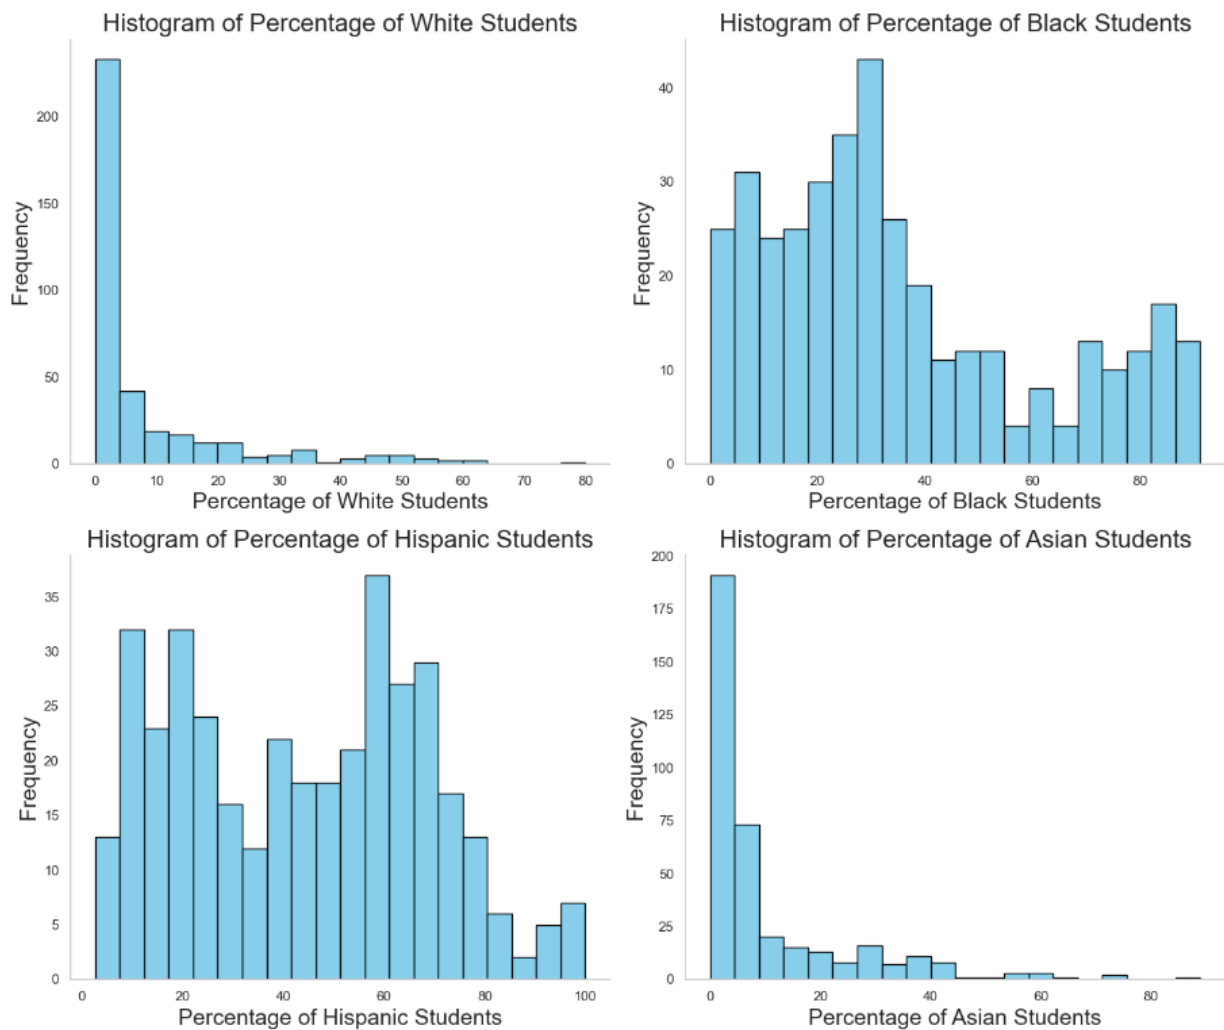 Histogram of Percentage of White Students
Frequency
200
150
100
50
0
0 10 20 30 40 50 60 70 80
Percentage of White Students
Histogram of Percentage of Black Students
Frequency
40
30
20
10
0
0 20 40 60 80
Percentage of Black Students
Histogram of Percentage of Hispanic Students
Frequency
35
30
25
20
15
10
5
0
0 20 40 60 80 100
Percentage of Hispanic Students
Histogram of Percentage of Asian Students
Frequency
200
175
150
125
100
75
50
25
0
0 20 40 60 80
Percentage of Asian Students